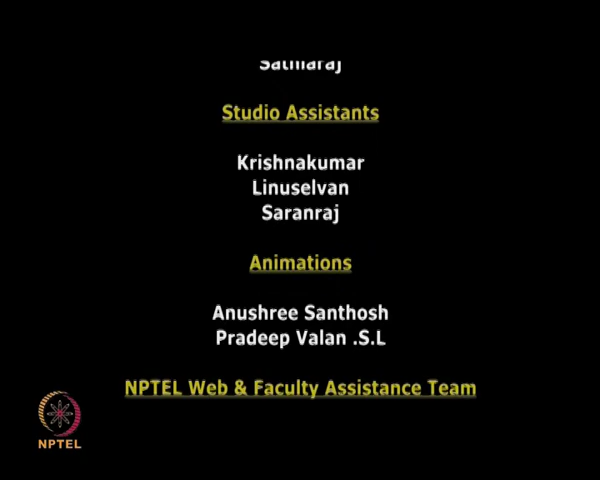 Studio Assistants
Krishnakumar
Linuselvan
Saranraj
Animations
Anushree Santhosh
Pradeep Valan .S.L
NPTEL Web & Faculty Assistance Team
NPTEL